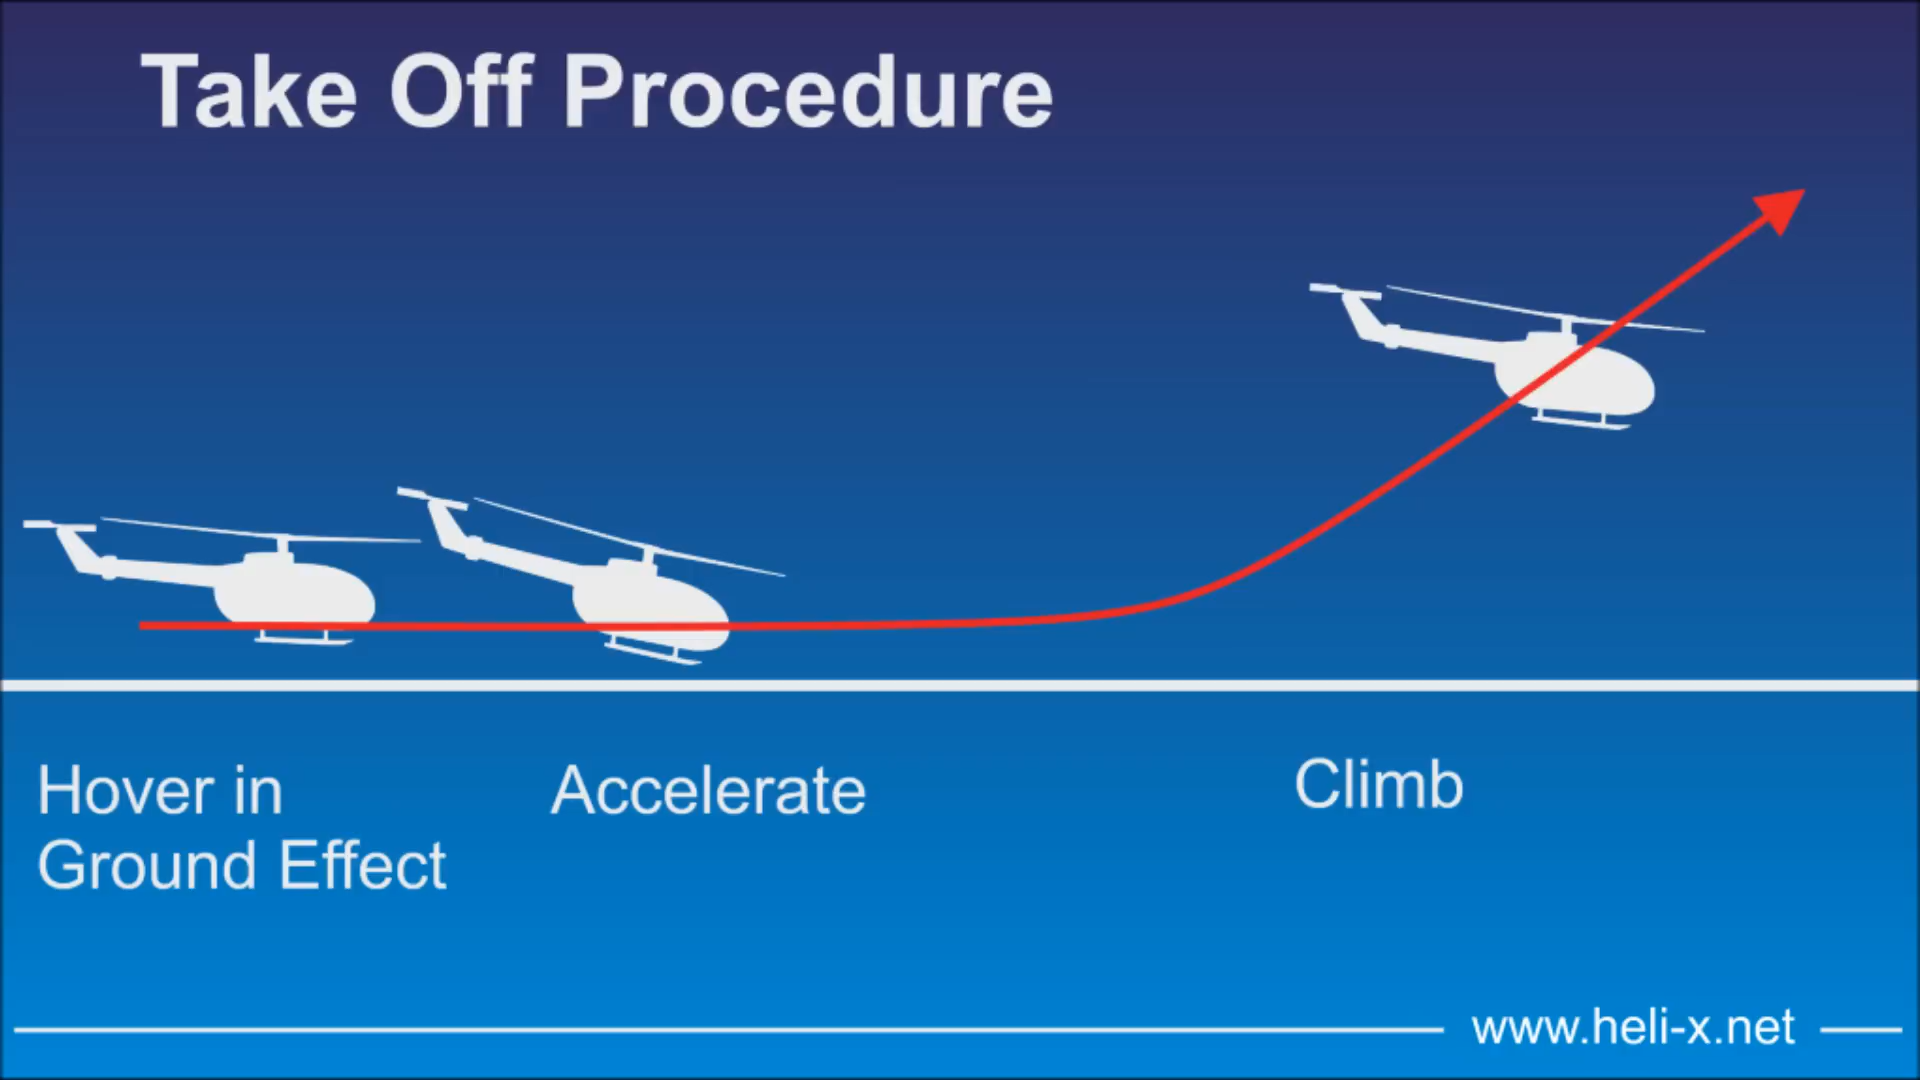 Take Off Procedure
Hover in
Ground Effect
Accelerate
Climb
www.heli-x.net